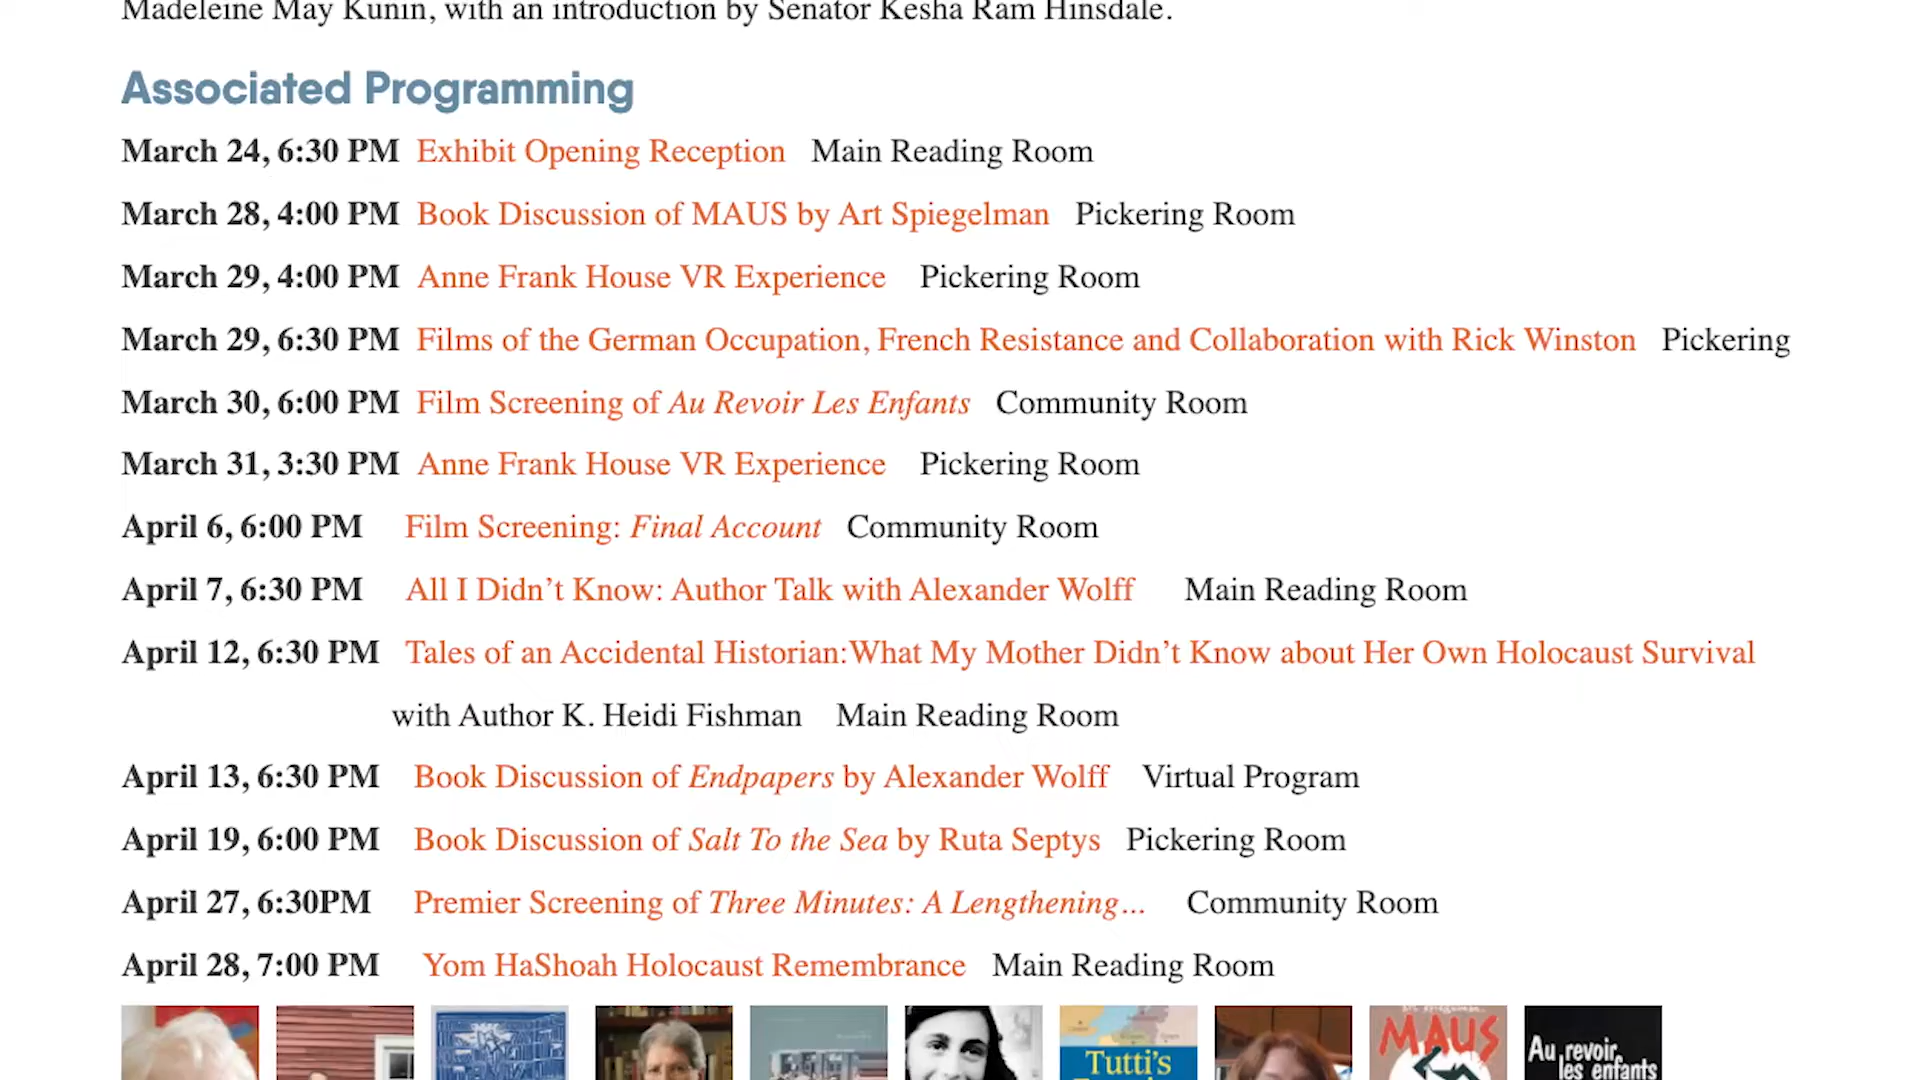 Madeleine May Kunin, with an introduction by Senator Kesha Ram Hinsdale.
Associated Programming
March 24, 6:30 PM Exhibit Opening Reception Main Reading Room
March 28, 4:00 PM Book Discussion of MAUS by Art Spiegelman Pickering Room
March 29, 4:00 PM Anne Frank House VR Experience Pickering Room
March 29, 6:30 PM Films of the German Occupation, French Resistance and Collaboration with Rick Winston Pickering
March 30, 6:00 PM Film Screening of Au Revoir Les Enfants Community Room
March 31, 3:30 PM Anne Frank House VR Experience Pickering Room
April 6, 6:00 PM Film Screening: Final Account Community Room
April 7, 6:30 PM All I Didn’t Know: Author Talk with Alexander Wolff Main Reading Room
April 12, 6:30 PM Tales of an Accidental Historian:What My Mother Didn’t Know about Her Own Holocaust Survival
with Author K. Heidi Fishman Main Reading Room
April 13, 6:30 PM Book Discussion of Endpapers by Alexander Wolff Virtual Program
April 19, 6:00 PM Book Discussion of Salt To the Sea by Ruta Septys Pickering Room
April 27, 6:30PM Premier Screening of Three Minutes: A Lengthening... Community Room
April 28, 7:00 PM Yom HaShoah Holocaust Remembrance Main Reading Room
Tutti’s
MAUS
Au revoir
les enfants